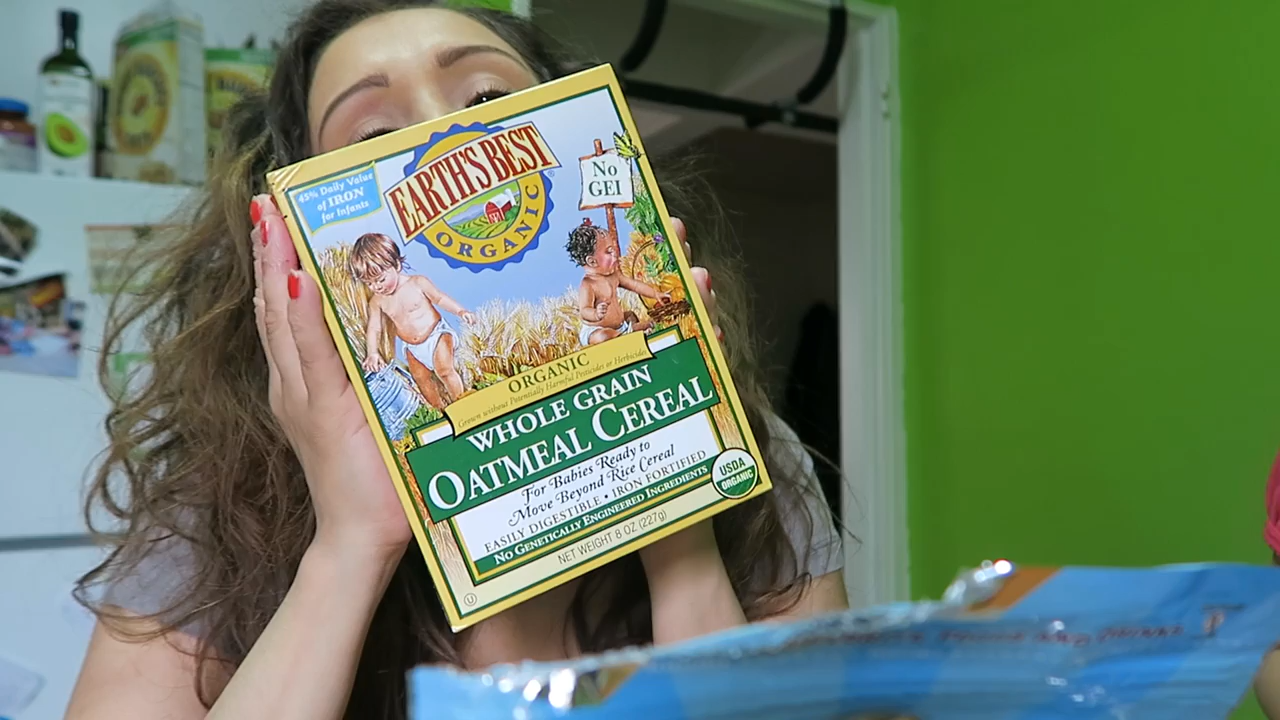 45% Daily Value
of IRON
for Infants
EARTH'S BEST
ORGANIC
No
GEI
ORGANIC
Grown without Potentially Harmful Pesticides or Herbicides
WHOLE GRAIN
OATMEAL CEREAL
For Babies Ready to
Move Beyond Rice Cereal
EASILY DIGESTIBLE • IRON FORTIFIED
NO GENETICALLY ENGINEERED INGREDIENTS
USDA
ORGANIC
NET WEIGHT 8 OZ (227g)
U